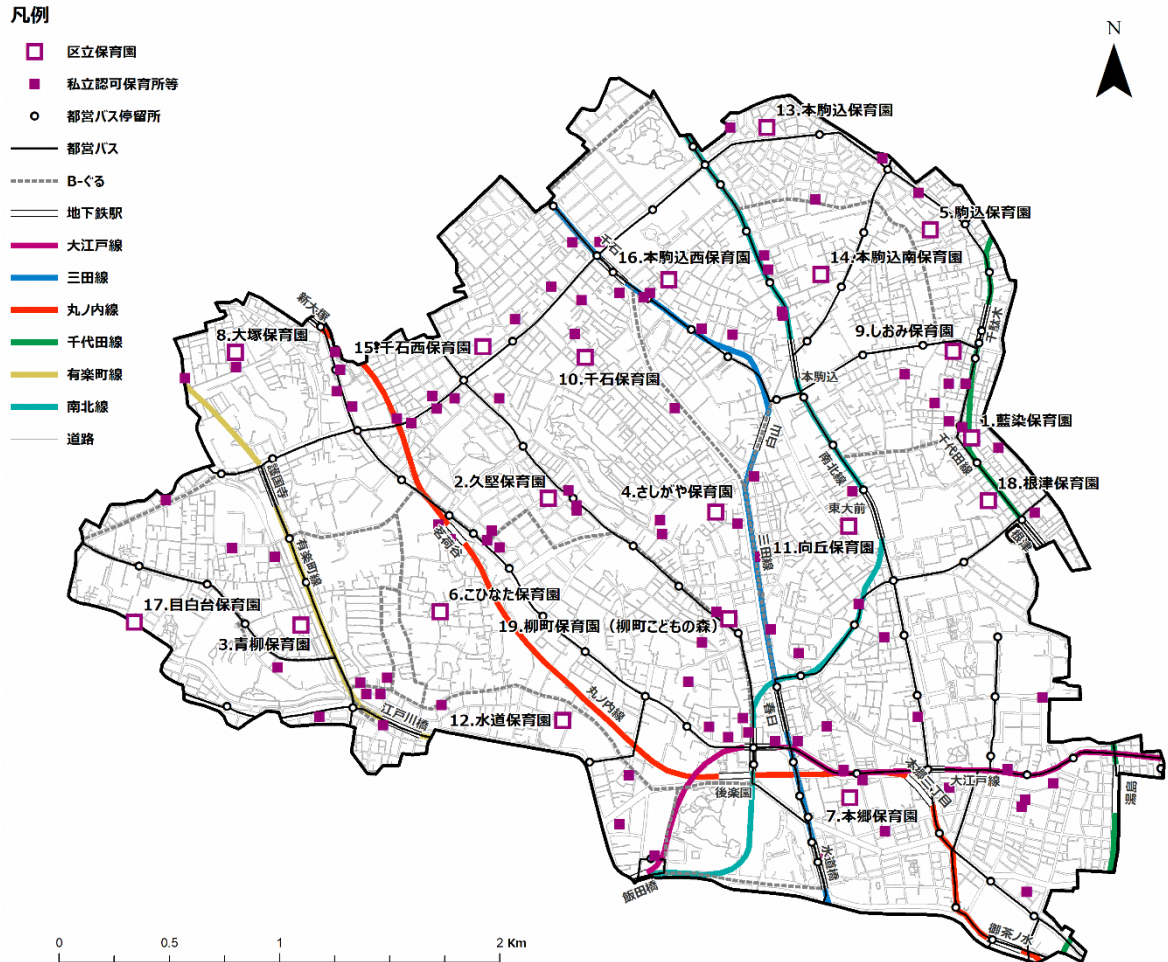 凡例
区立保育園
私立認可保育所等
都営バス停留所
都営バス
B-ぐる
地下鉄駅
大江戸線
三田線
丸ノ内線
千代田線
有楽町線
南北線
道路
N
13.本駒込保育園
5.駒込保育園
千石
16.本駒込西保育園
14.本駒込南保育園
新大塚
8.大塚保育園
15.千石西保育園
10.千石保育園
9.しおみ保育園
千駄木
本駒込
1.藍染保育園
白山
南北線
千代田線
護国寺
2.久堅保育園
4.さしがや保育園
18.根津保育園
東大前
根津
茗荷谷
三田線
11.向丘保育園
有楽町線
6.こひなた保育園
17.目白台保育園
19.柳町保育園(柳町こどもの森)
3.青柳保育園
丸ノ内線
江戸川橋
12.水道保育園
春日
本郷三丁目
大江戸線
湯島
後楽園
7.本郷保育園
水道橋
飯田橋
御茶ノ水
0 0.5 1 2 Km